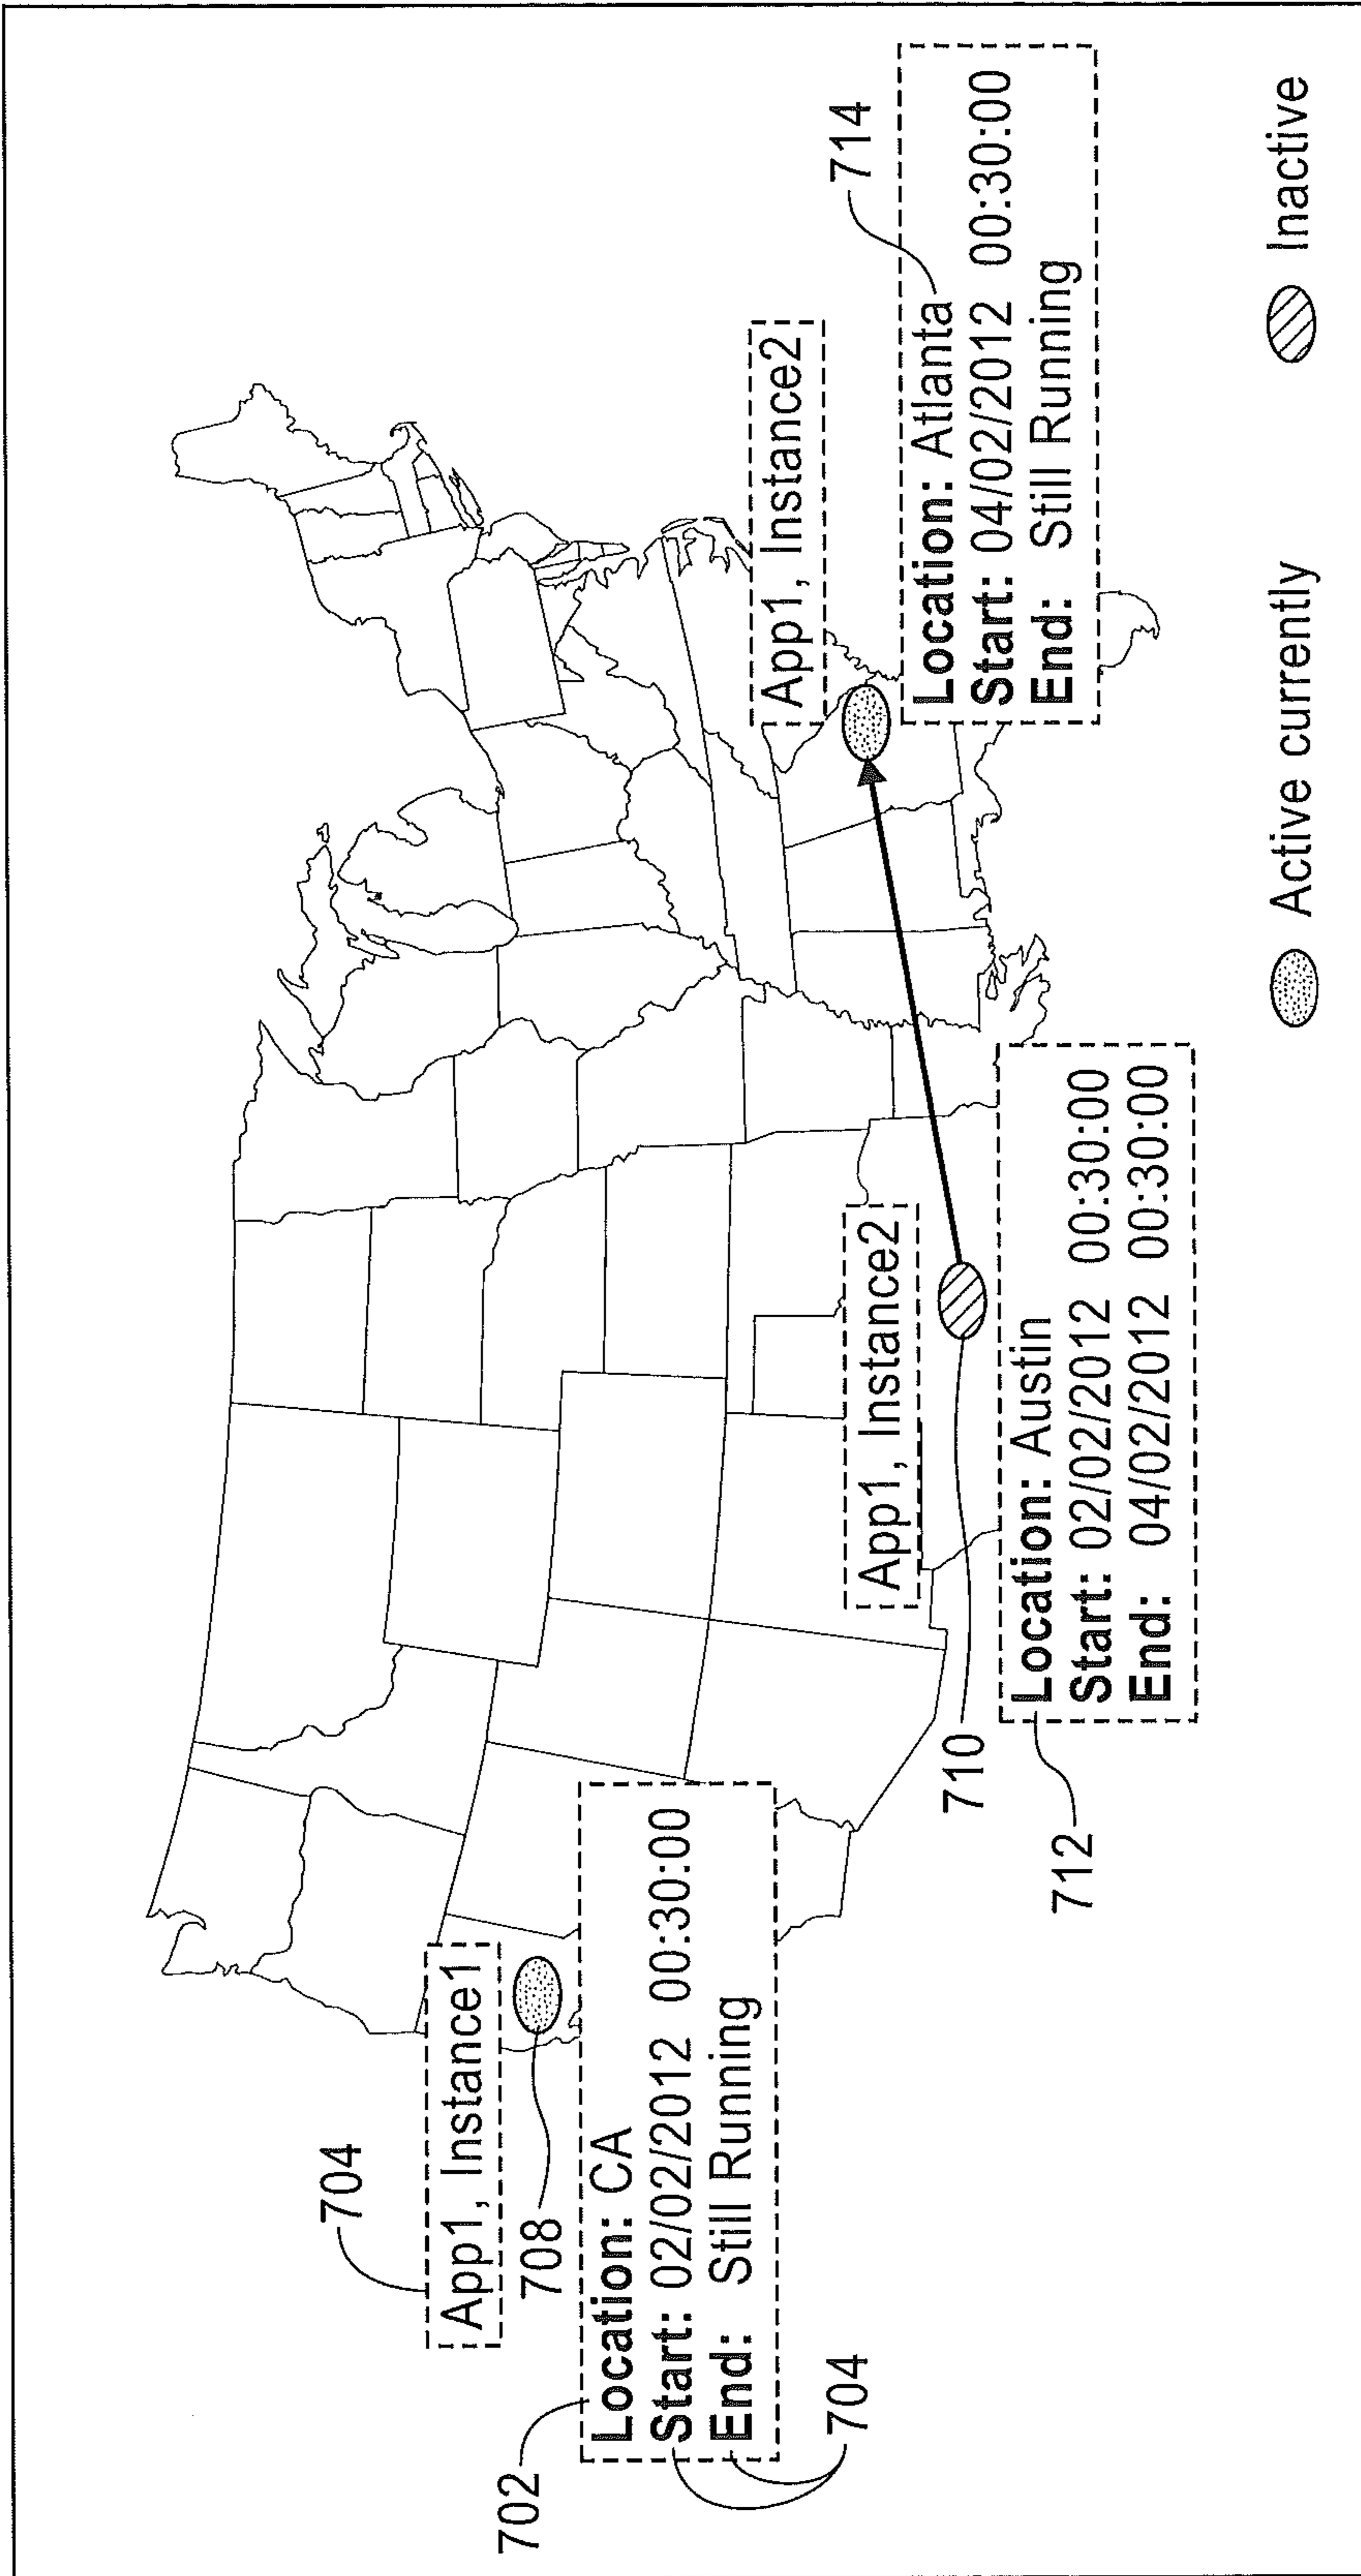 704
App1, Instance1
708
702
Location: CA
Start: 02/02/2012 00:30:00
End: Still Running
704
App1, Instance2
710
712
Location: Austin
Start: 02/02/2012 00:30:00
End: 04/02/2012 00:30:00
App1, Instance2
714
Location: Atlanta
Start: 04/02/2012 00:30:00
End: Still Running
Active currently
Inactive